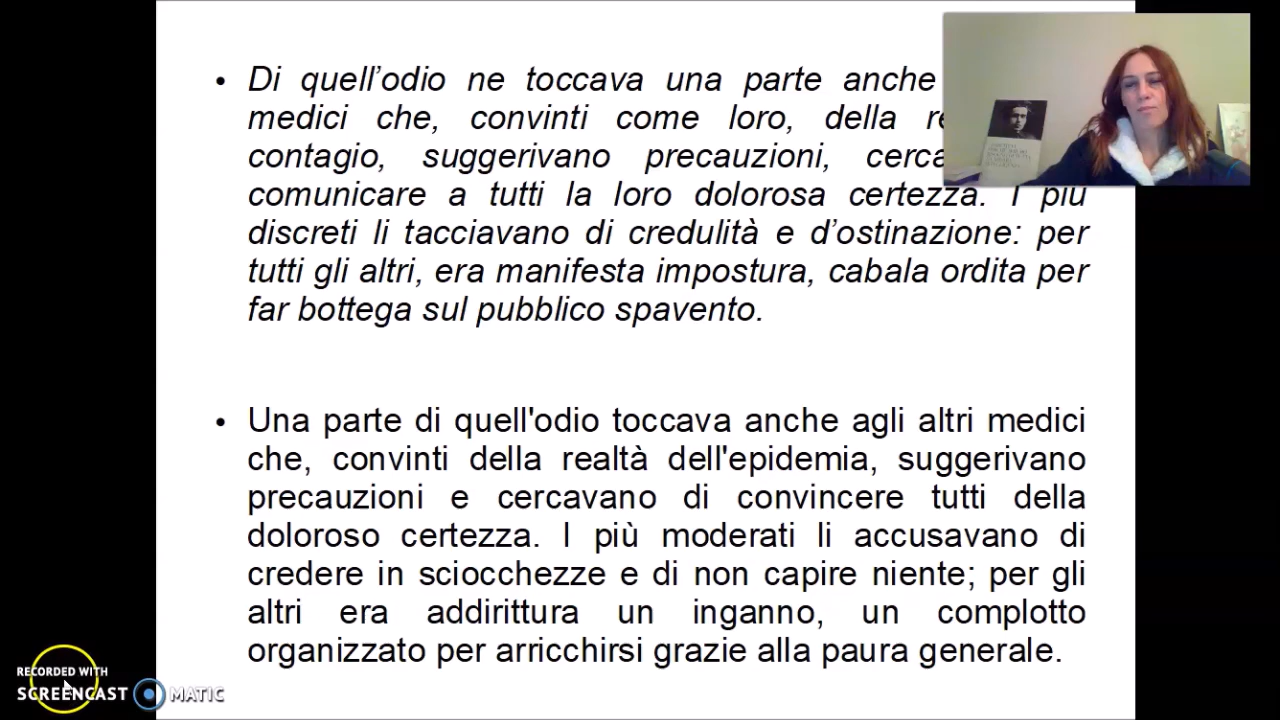 • Di quell’odio ne toccava una parte anche
medici che, convinti come loro, della
contagio, suggerivano precauzioni,
comunicare a tutti la loro dolorosa certezza. I più
discreti li tacciavano di credulità e d’ostinazione: per
tutti gli altri, era manifesta impostura, cabala ordita per
far bottega sul pubblico spavento.
• Una parte di quell'odio toccava anche agli altri medici
che, convinti della realtà dell'epidemia, suggerivano
precauzioni e cercavano di convincere tutti della
doloroso certezza. I più moderati li accusavano di
credere in sciocchezze e di non capire niente; per gli
altri era addirittura un inganno, un complotto
organizzato per arricchirsi grazie alla paura generale.
RECORDED WITH
SCREENCAST MATIC